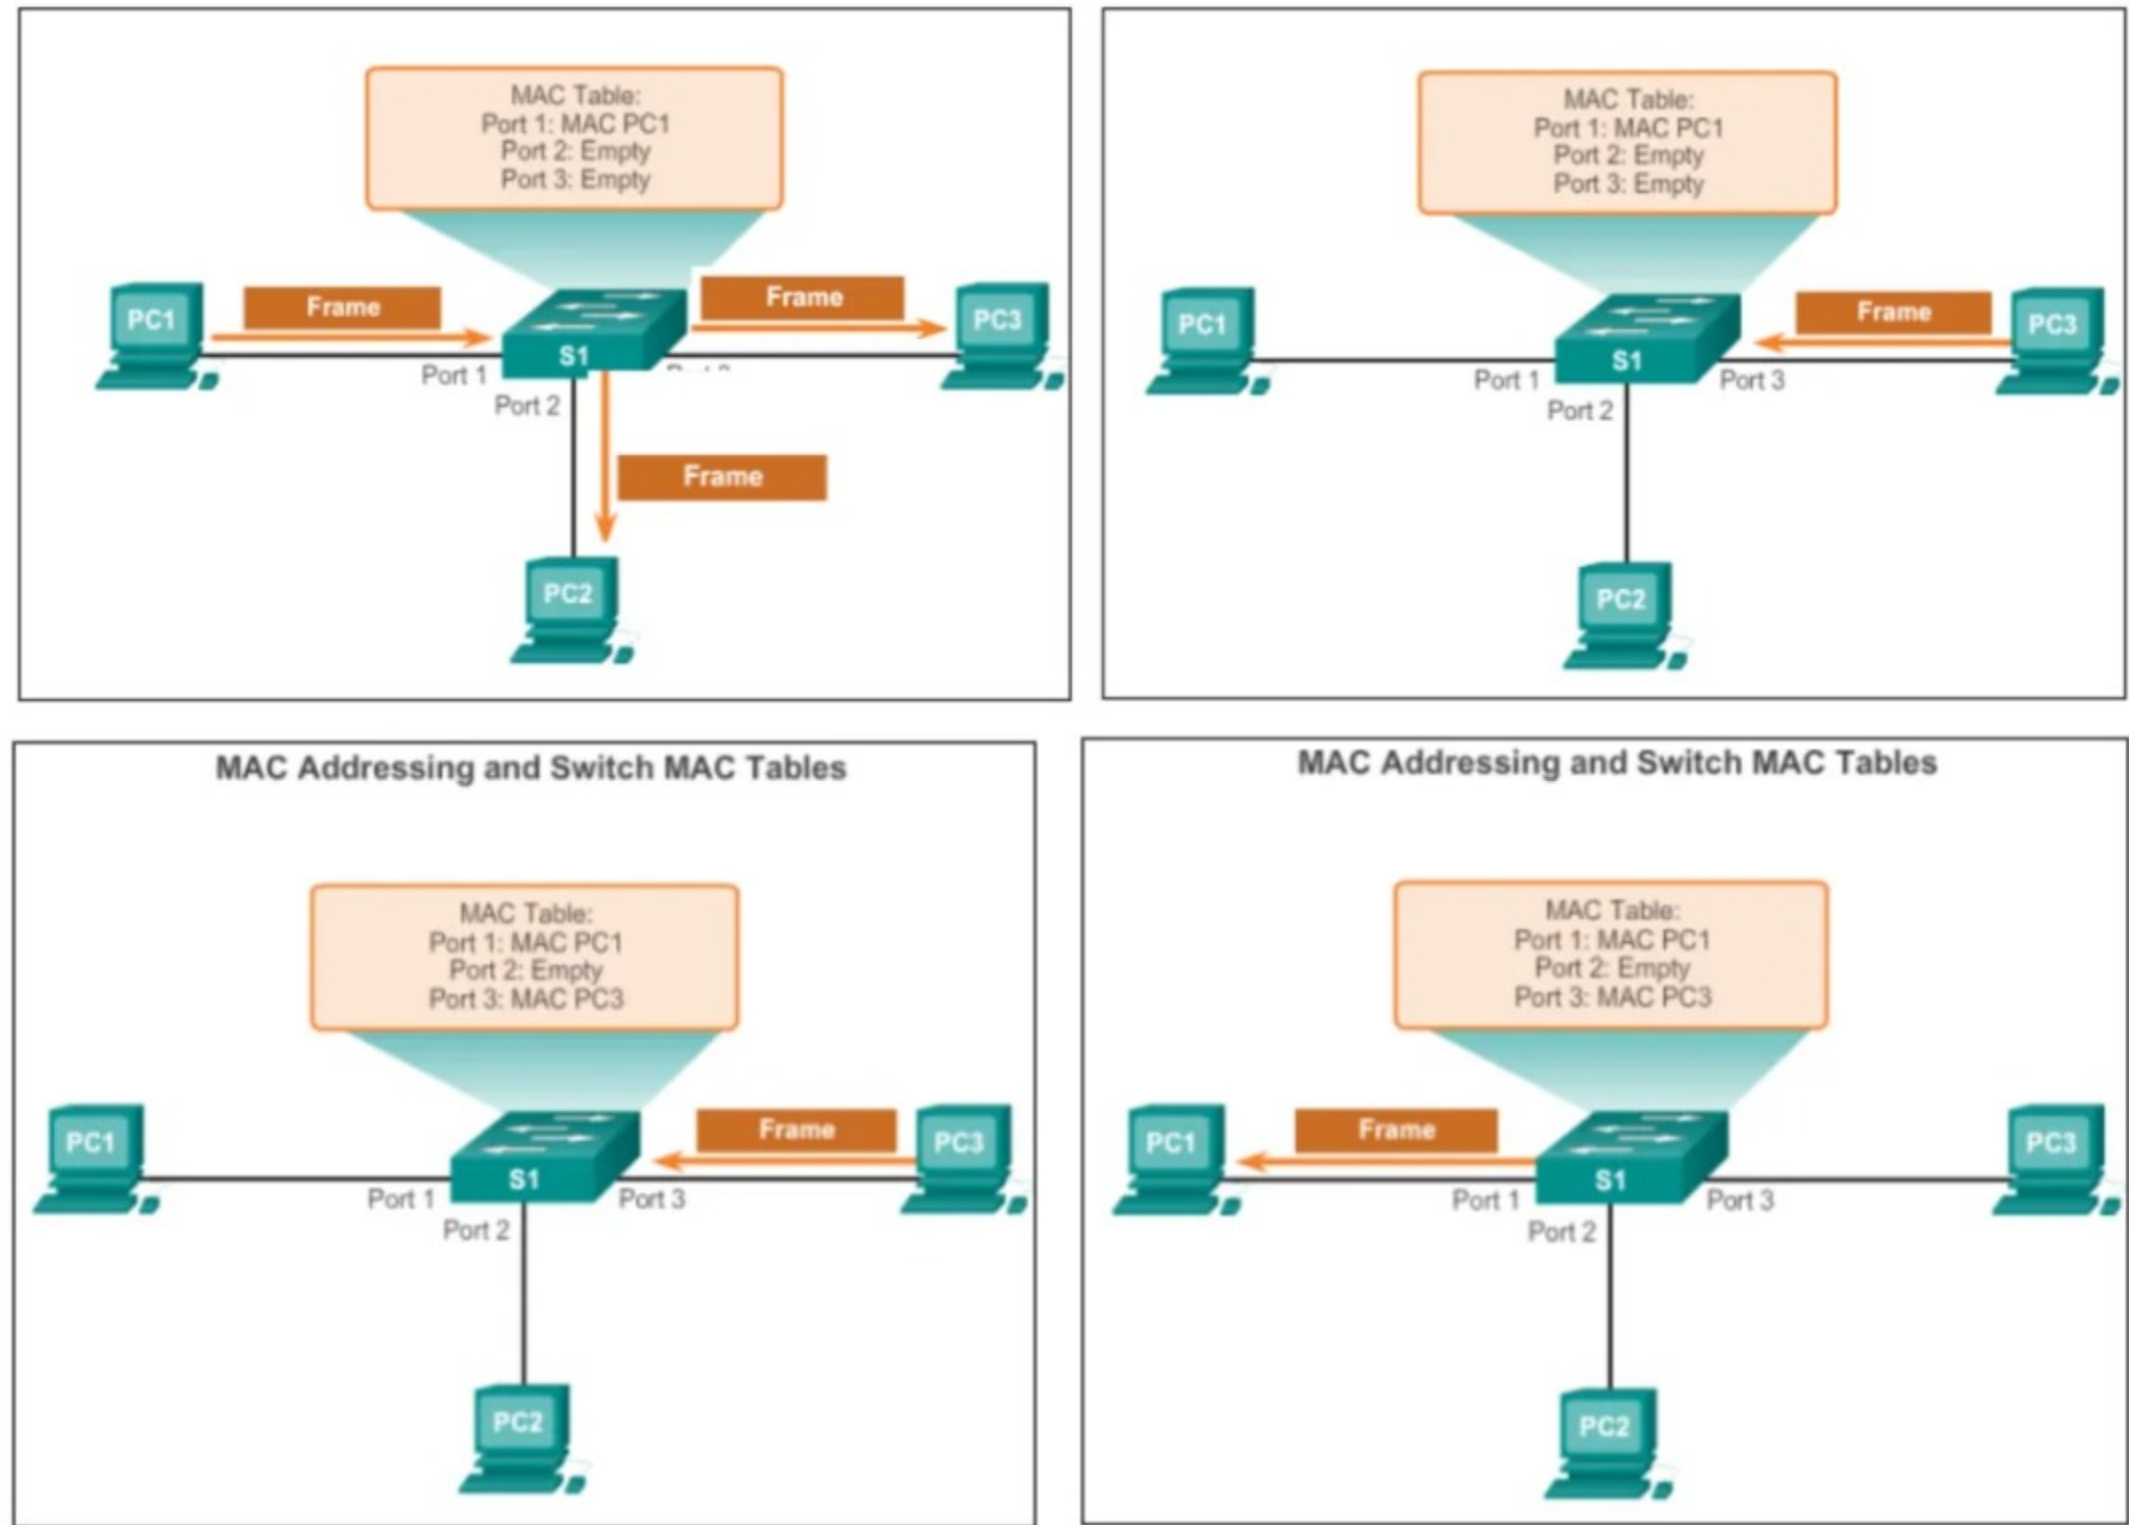 MAC Table:
Port 1: MAC PC1
Port 2: Empty
Port 3: Empty
Frame
Frame
PC1
PC3
S1
Port 1
Port 2
Frame
PC2
MAC Table:
Port 1: MAC PC1
Port 2: Empty
Port 3: Empty
Frame
PC1
PC3
S1
Port 1
Port 3
Port 2
PC2
MAC Addressing and Switch MAC Tables
MAC Table:
Port 1: MAC PC1
Port 2: Empty
Port 3: MAC PC3
Frame
PC1
PC3
S1
Port 1
Port 3
Port 2
PC2
MAC Addressing and Switch MAC Tables
MAC Table:
Port 1: MAC PC1
Port 2: Empty
Port 3: MAC PC3
Frame
PC1
PC3
S1
Port 1
Port 3
Port 2
PC2